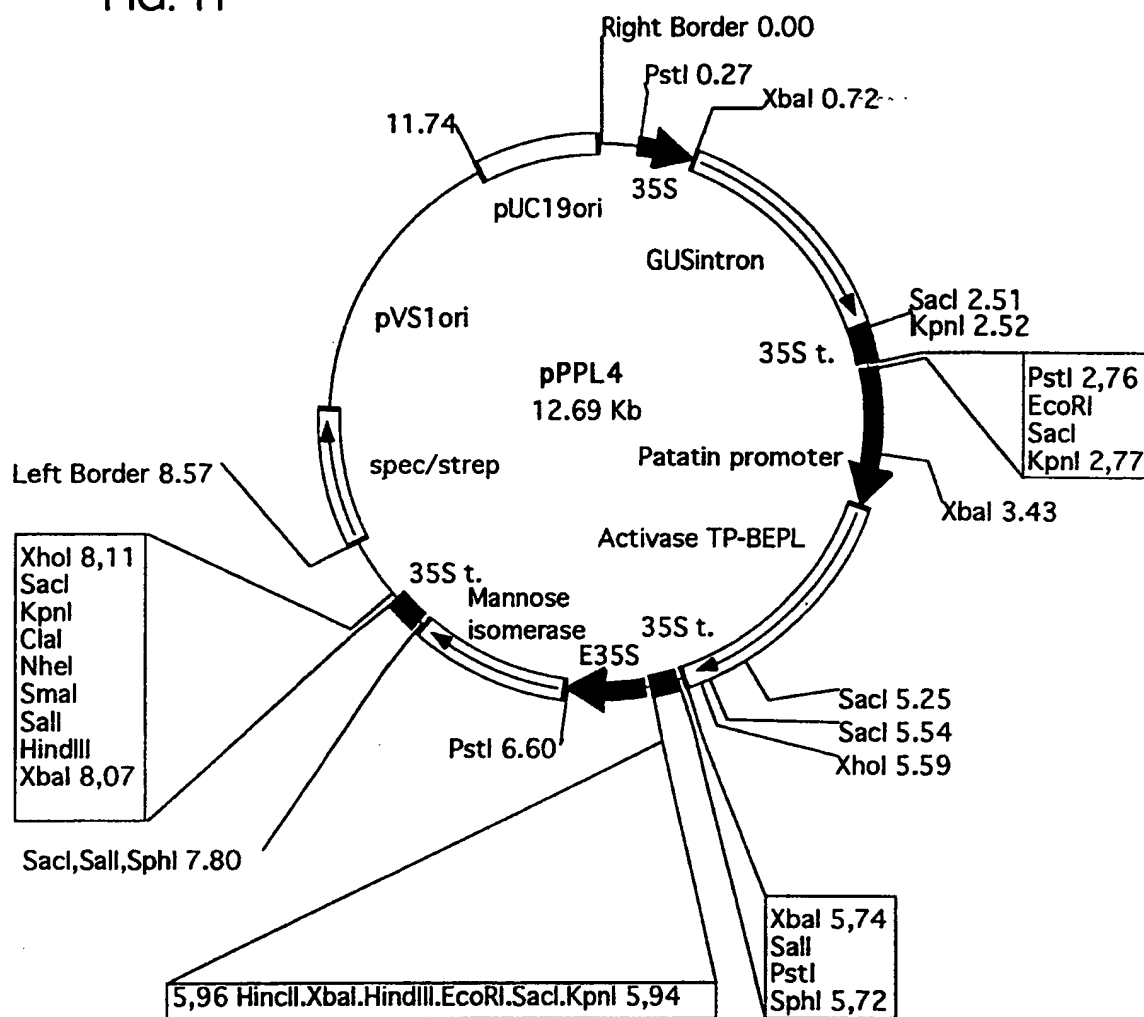 FIG. 11
Right Border 0.00
PstI 0.27
XbaI 0.72
11.74
35S
pUC19ori
GUSintron
SacI 2.51
KpnI 2.52
pVS1ori
35S t.
pPPL4
12.69 Kb
PstI 2,76
EcoRI
SacI
KpnI 2,77
Patatin promoter
spec/strep
Left Border 8.57
XbaI 3.43
Activase TP-BEPL
XhoI 8,11
SacI
KpnI
ClaI
NheI
SmaI
SalI
HindIII
XbaI 8,07
35S t.
Mannose
isomerase
35S t.
E35S
SacI 5.25
SacI 5.54
XhoI 5.59
PstI 6.60
SacI,SalI,SphI 7.80
XbaI 5,74
SalI
PstI
SphI 5,72
5,96 HincII.XbaI.HindIII.EcoRI.SacI.KpnI 5,94